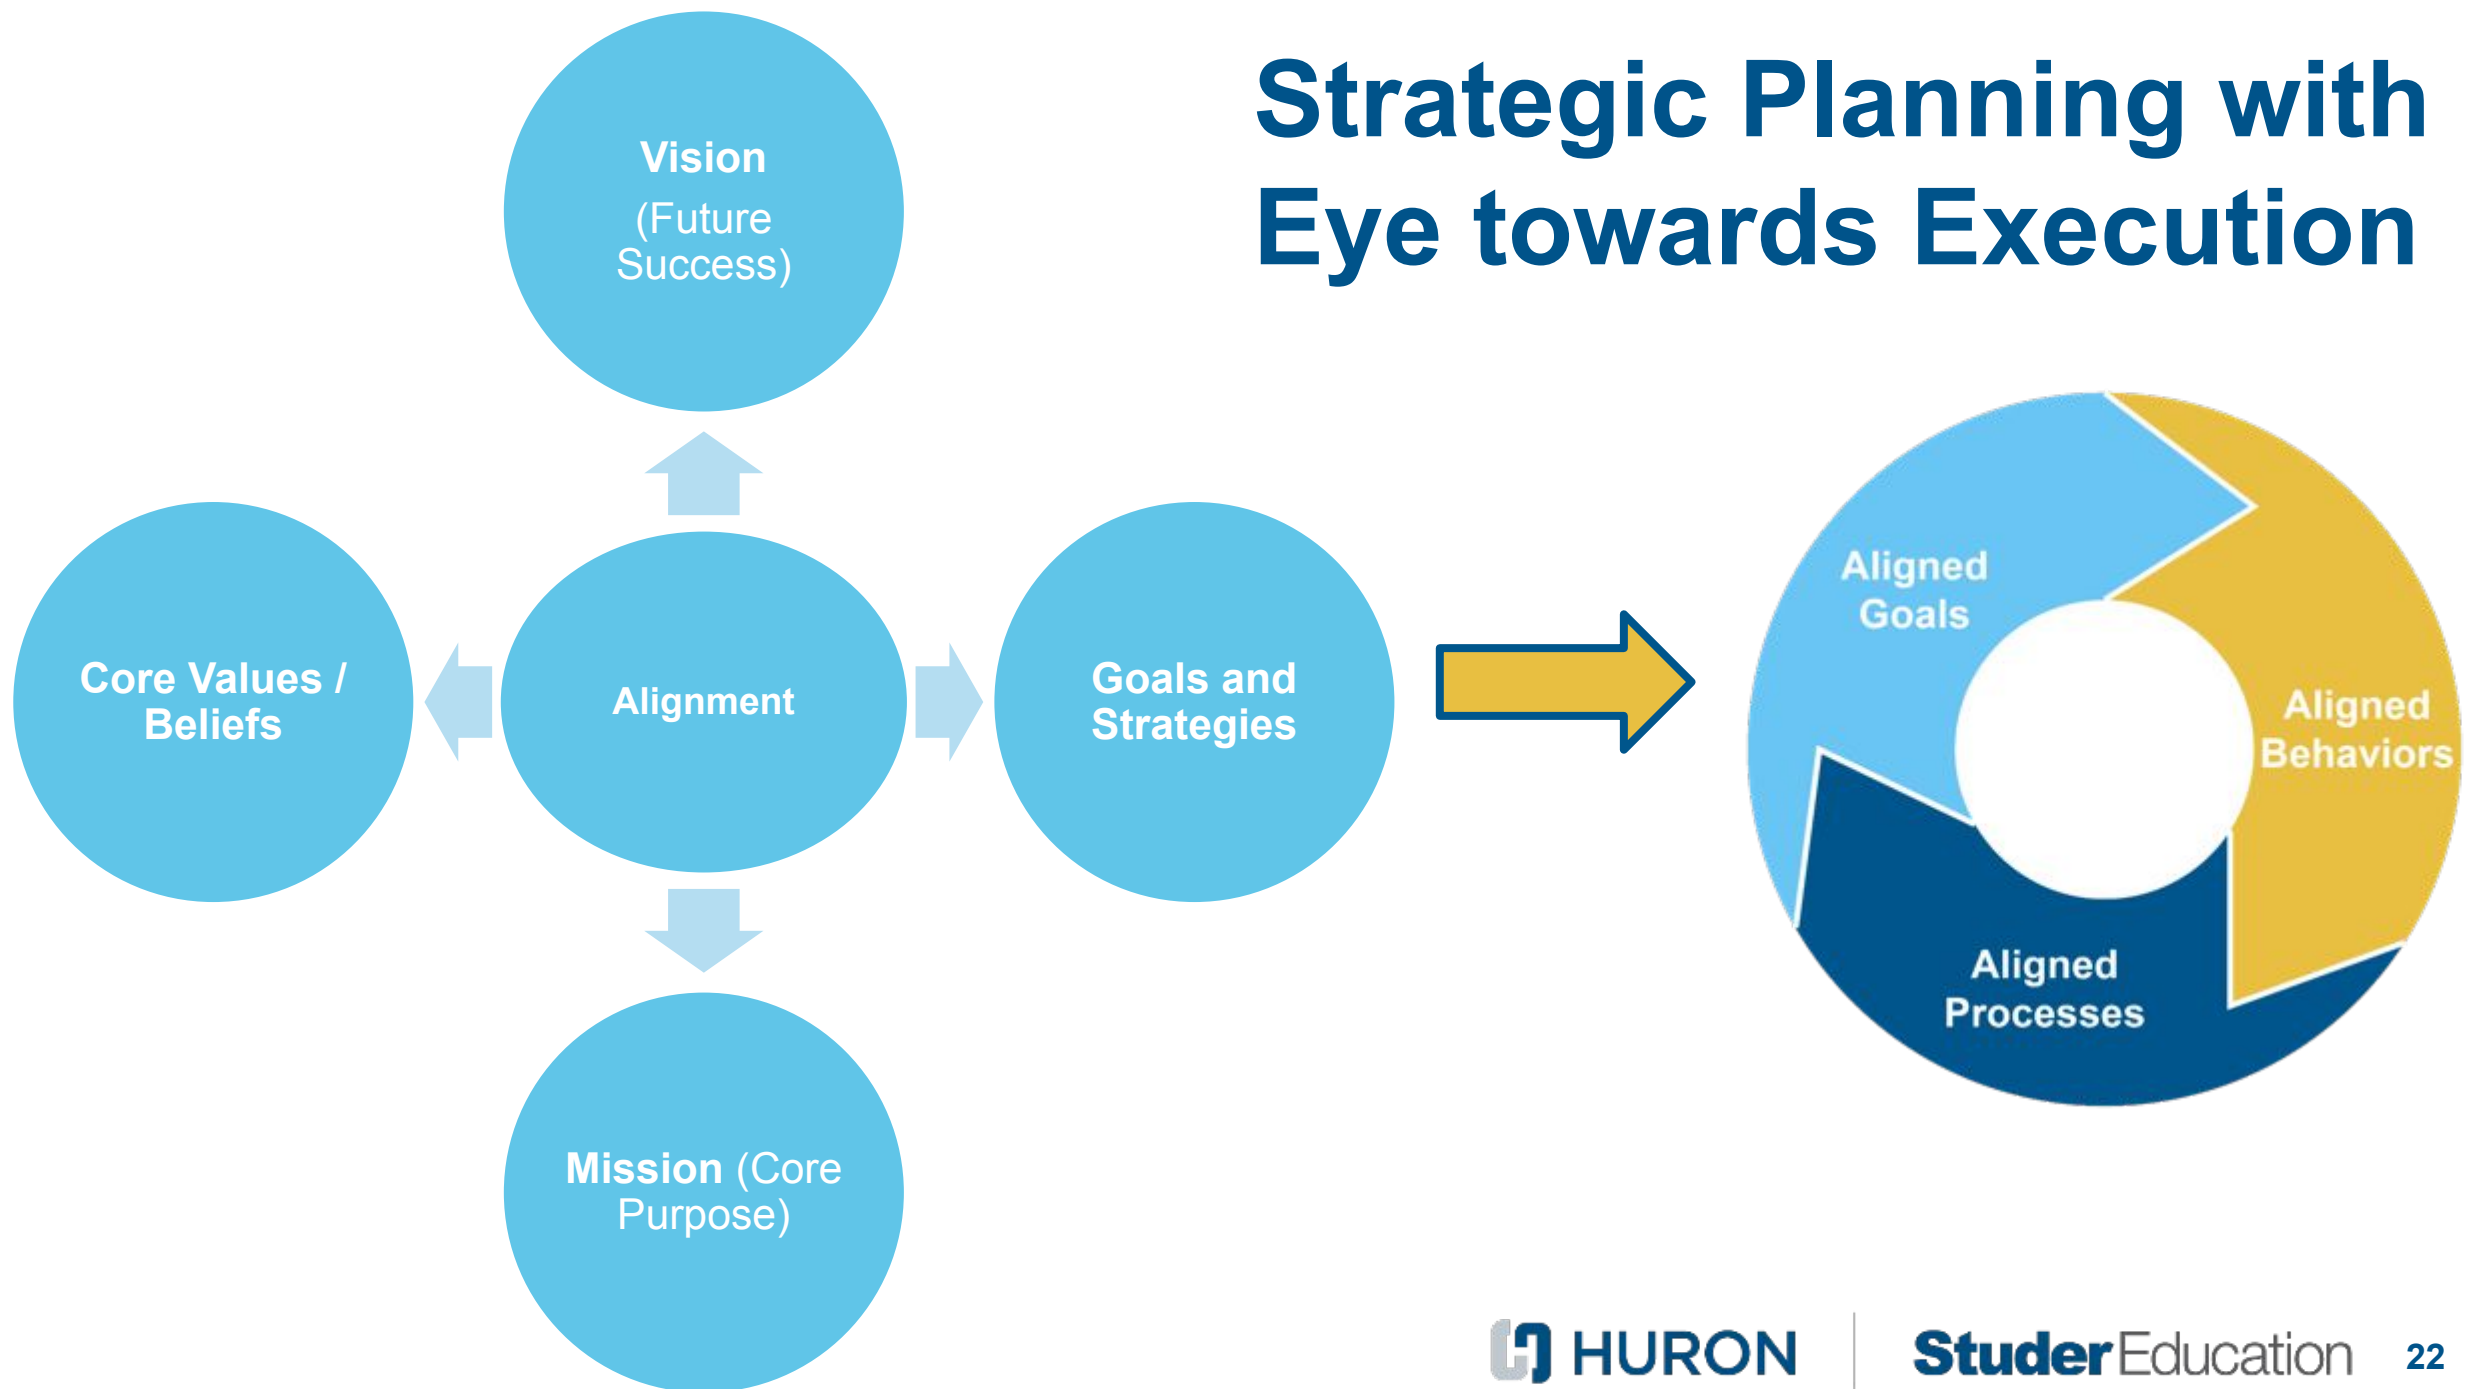 Strategic Planning with
Eye towards Execution
Vision
(Future
Success)
Core Values /
Beliefs
Alignment
Goals and
Strategies
Mission (Core
Purpose)
Aligned
Goals
Aligned
Behaviors
Aligned
Processes
HURON
StuderEducation
22